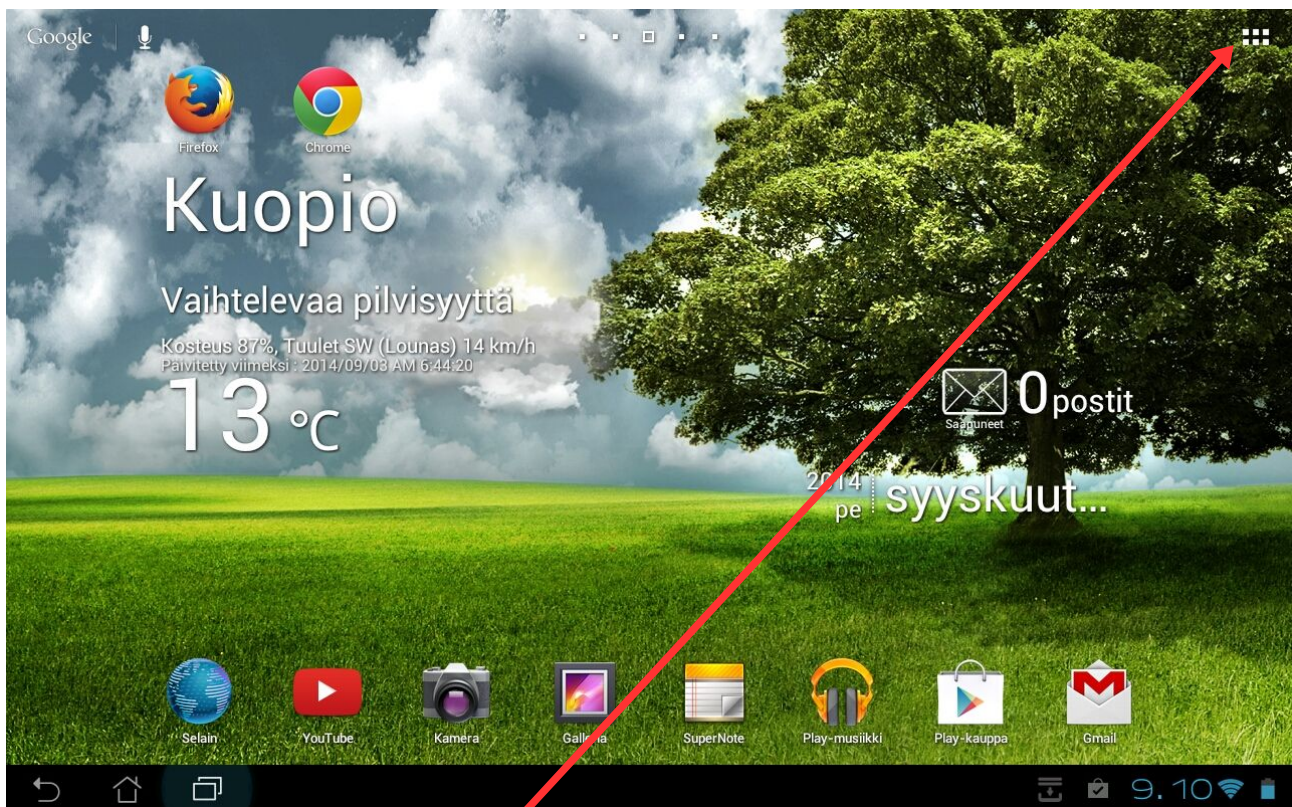 Google
Firefox
Chrome
Kuopio
Vaihtelevaa pilvisyyttä
Kosteus 87%, Tuulet SW (Lounas) 14 km/h
Päivitetty viimeksi : 2014/09/03 AM 6:44:20
13 °C
0 postit
Saapuneet
2014
pe
syyskuut...
Selain
YouTube
Kamera
Galleria
SuperNote
Play-musiikki
Play-kauppa
Gmail
9.10